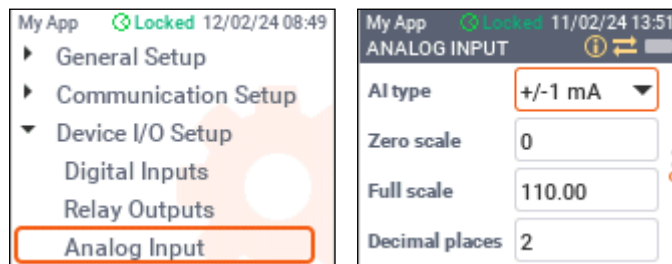 My App Locked 12/02/24 08:49
General Setup
Communication Setup
Device I/O Setup
Digital Inputs
Relay Outputs
Analog Input
My App Locked 11/02/24 13:51
ANALOG INPUT
AI type +/-1 mA
Zero scale 0
Full scale 110.00
Decimal places 2